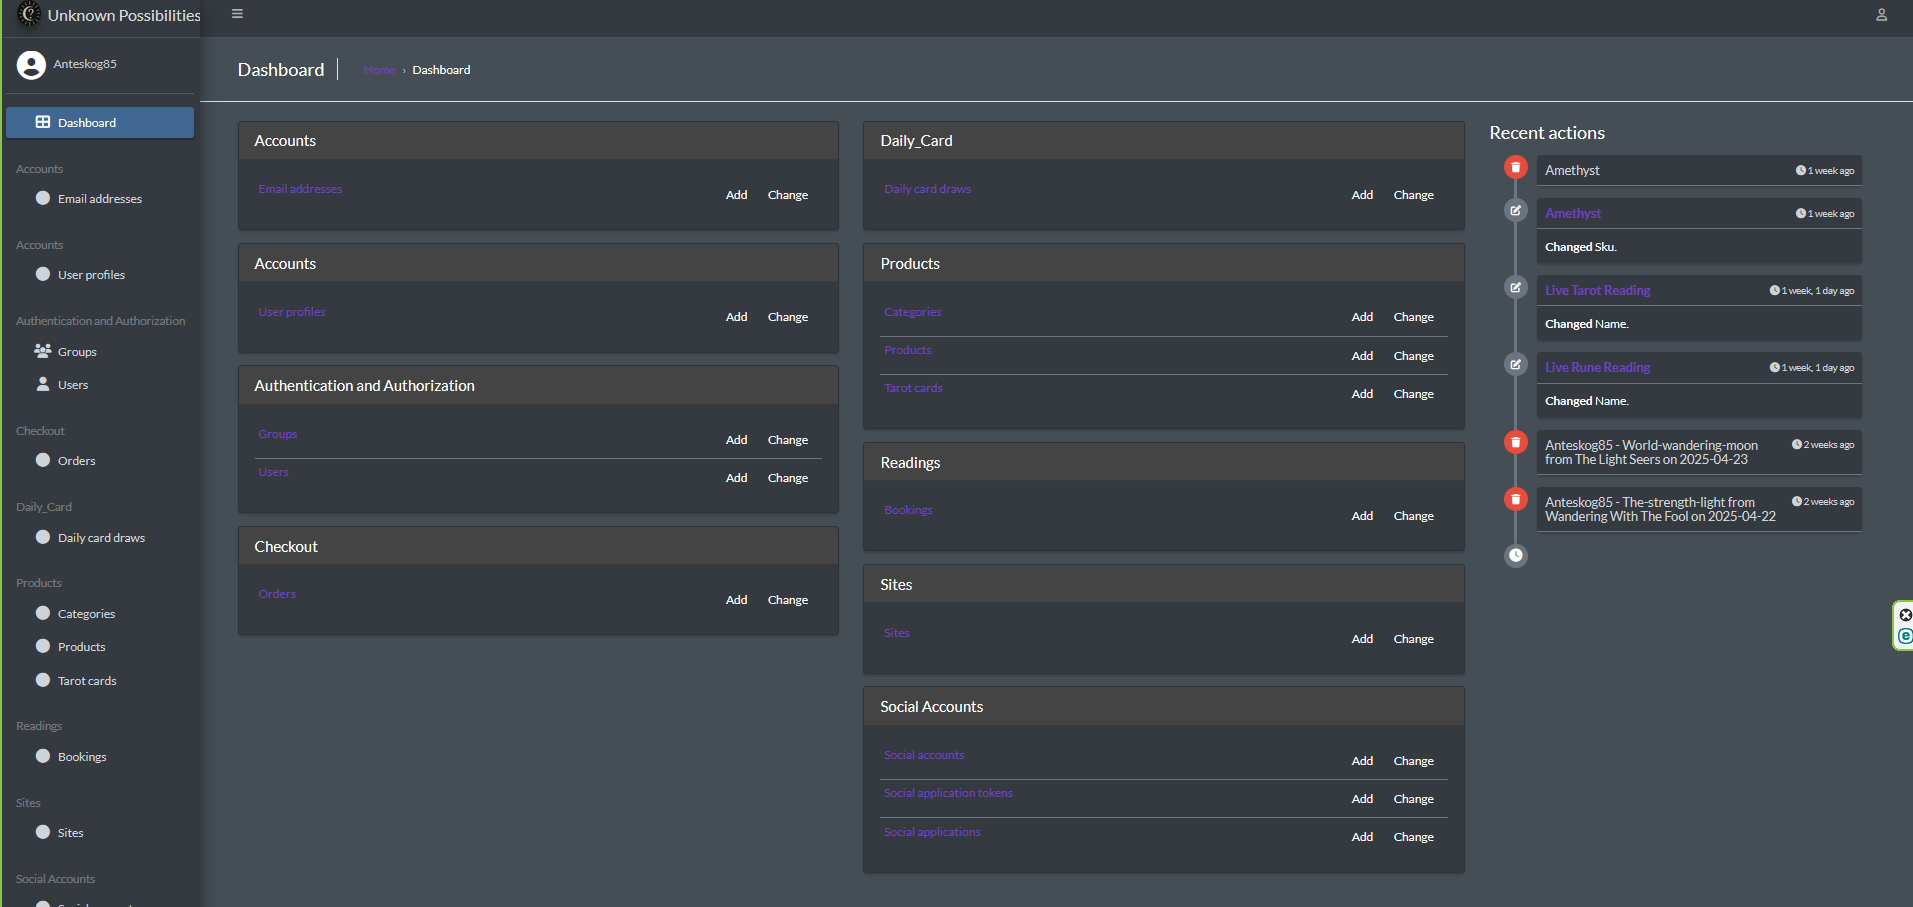 Unknown Possibilities
Anteskog85
Dashboard
Accounts
Email addresses
Accounts
User profiles
Authentication and Authorization
Groups
Users
Checkout
Orders
Daily_Card
Daily card draws
Products
Categories
Products
Tarot cards
Readings
Bookings
Sites
Sites
Social Accounts
Dashboard
Home › Dashboard
Accounts
Email addresses Add Change
Accounts
User profiles Add Change
Authentication and Authorization
Groups Add Change
Users Add Change
Checkout
Orders Add Change
Daily_Card
Daily card draws Add Change
Products
Categories Add Change
Products Add Change
Tarot cards Add Change
Readings
Bookings Add Change
Sites
Sites Add Change
Social Accounts
Social accounts Add Change
Social application tokens Add Change
Social applications Add Change
Recent actions
Amethyst 1 week ago
Amethyst 1 week ago
Changed Sku.
Live Tarot Reading 1 week, 1 day ago
Changed Name.
Live Rune Reading 1 week, 1 day ago
Changed Name.
Anteskog85 - World-wandering-moon 2 weeks ago
from The Light Seers on 2025-04-23
Anteskog85 - The-strength-light from 2 weeks ago
Wandering With The Fool on 2025-04-22